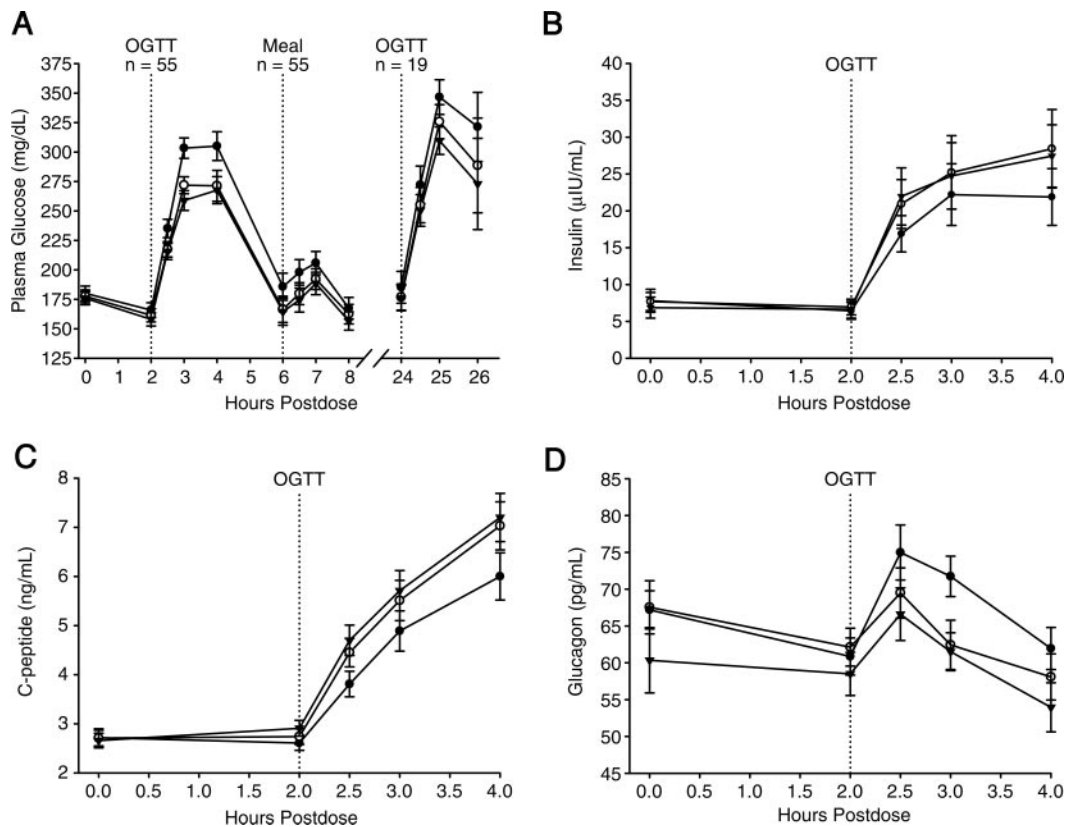 A
OGTT
n = 55
Meal
n = 55
OGTT
n = 19
Plasma Glucose (mg/dL)
375
350
325
300
275
250
225
200
175
150
125
0 1 2 3 4 5 6 7 8 24 25 26
Hours Postdose
B
OGTT
Insulin (µIU/mL)
40
35
30
25
20
15
10
5
0
0.0 0.5 1.0 1.5 2.0 2.5 3.0 3.5 4.0
Hours Postdose
C
OGTT
C-peptide (ng/mL)
8
7
6
5
4
3
2
0.0 0.5 1.0 1.5 2.0 2.5 3.0 3.5 4.0
Hours Postdose
D
OGTT
Glucagon (pg/mL)
85
80
75
70
65
60
55
50
45
0.0 0.5 1.0 1.5 2.0 2.5 3.0 3.5 4.0
Hours Postdose